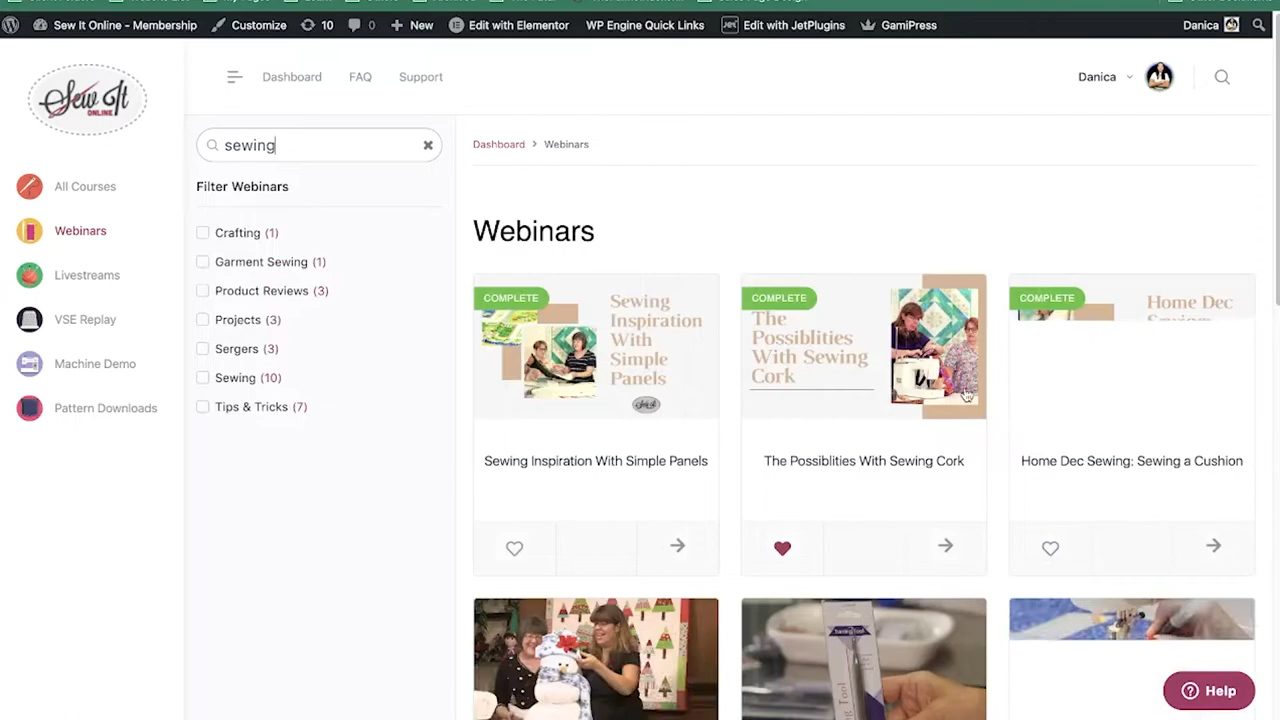 Sew It Online - Membership
Customize
10
0
New
Edit with Elementor
WP Engine Quick Links
Edit with JetPlugins
GamiPress
Danica
Sew It
ONLINE
Dashboard
FAQ
Support
Danica
All Courses
Webinars
Livestreams
VSE Replay
Machine Demo
Pattern Downloads
sewing
Filter Webinars
Crafting (1)
Garment Sewing (1)
Product Reviews (3)
Projects (3)
Sergers (3)
Sewing (10)
Tips & Tricks (7)
Dashboard > Webinars
Webinars
COMPLETE
Sewing
Inspiration
With
Simple
Panels
Sewing Inspiration With Simple Panels
COMPLETE
The
Possiblities
With Sewing
Cork
The Possiblities With Sewing Cork
COMPLETE
Home Dec
Home Dec Sewing: Sewing a Cushion
Help